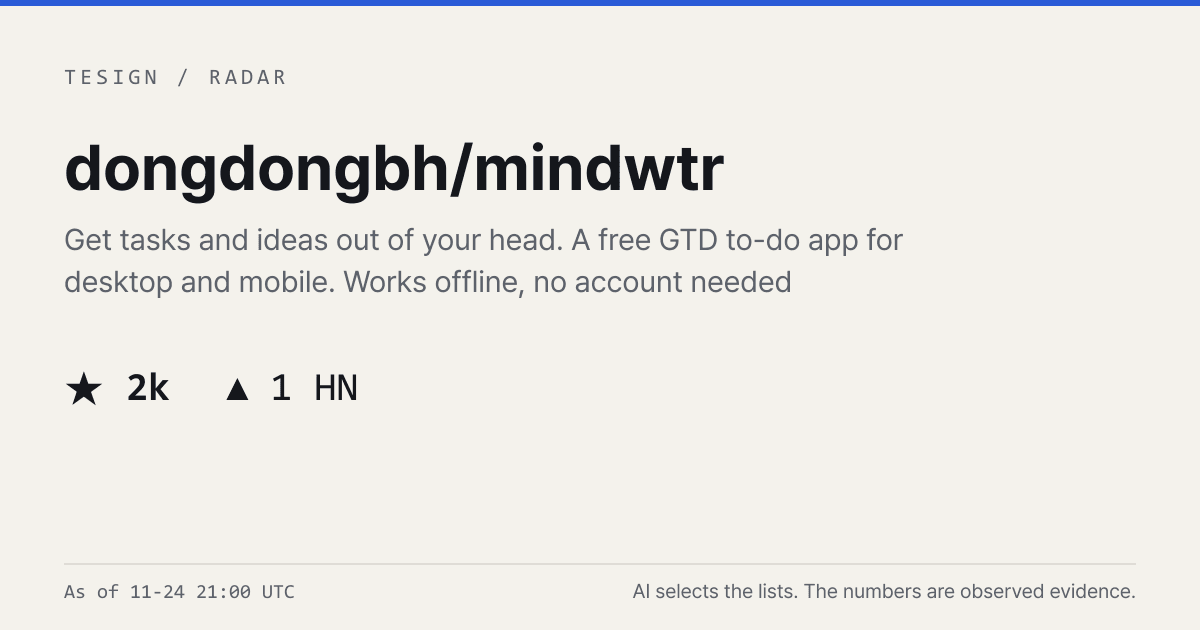 TESIGN / RADAR
dongdongbh/mindwtr
Get tasks and ideas out of your head. A free GTD to-do app for
desktop and mobile. Works offline, no account needed
★ 2k ▲ 1 HN
As of 11-24 21:00 UTC
AI selects the lists. The numbers are observed evidence.